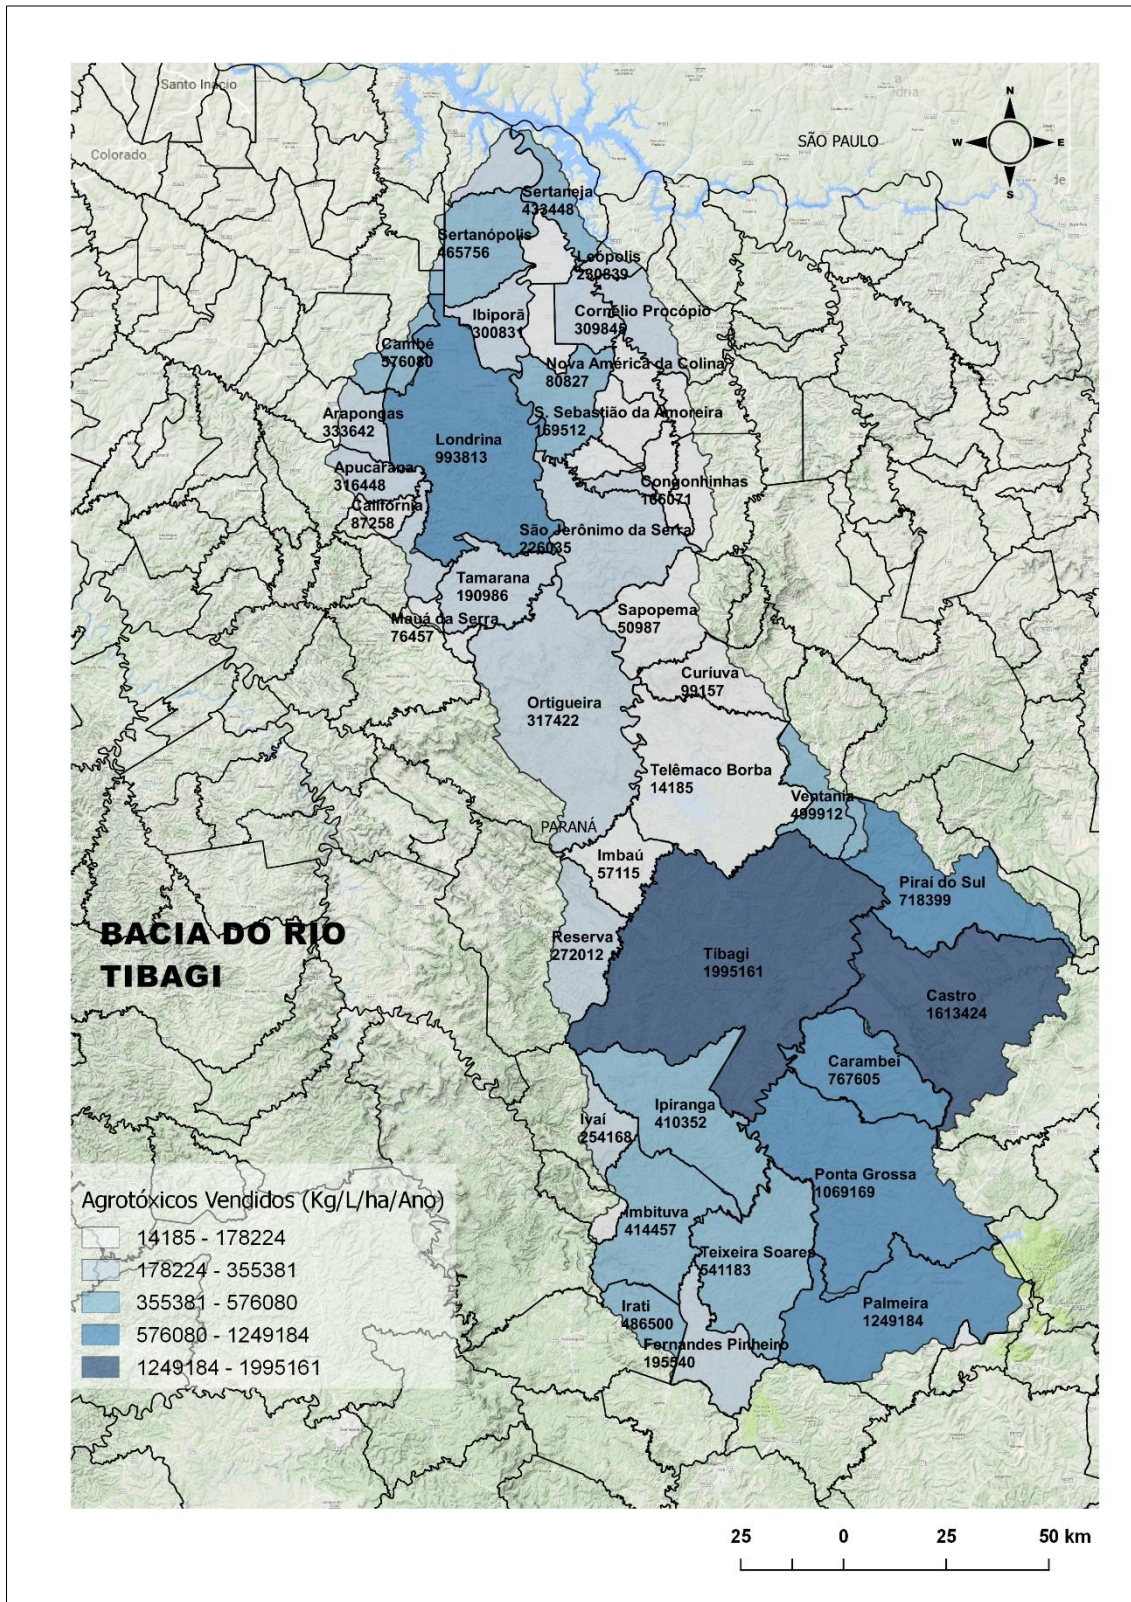 Santo Inácio
Colorado
SÃO PAULO
N
W
E
S
de
Sertaneja
433448
Sertanópolis
465756
Leópolis
230839
Ibiporã
300831
Cornélio Procópio
309845
Cambé
576080
Nova América da Colina
80827
Arapongas
333642
S. Sebastião da Amoreira
169512
Londrina
993813
Apucarana
316448
Congonhinhas
166071
Califórnia
87258
São Jerônimo da Serra
226035
Tamarana
190986
Mauá da Serra
76457
Sapopema
50987
Curíuva
99157
Ortigueira
317422
Telêmaco Borba
14185
Ventania
499912
PARANÁ
Imbaú
57115
Piraí do Sul
718399
BACIA DO RIO
TIBAGI
Reserva
272012
Tibagi
1995161
Castro
1613424
Carambeí
767605
Ipiranga
410352
Ivaí
254168
Ponta Grossa
1069169
Imbituva
414457
Teixeira Soares
541183
Irati
486500
Palmeira
1249184
Fernandes Pinheiro
195540
Agrotóxicos Vendidos (Kg/L/ha/Ano)
14185 - 178224
178224 - 355381
355381 - 576080
576080 - 1249184
1249184 - 1995161
25 0 25 50 km